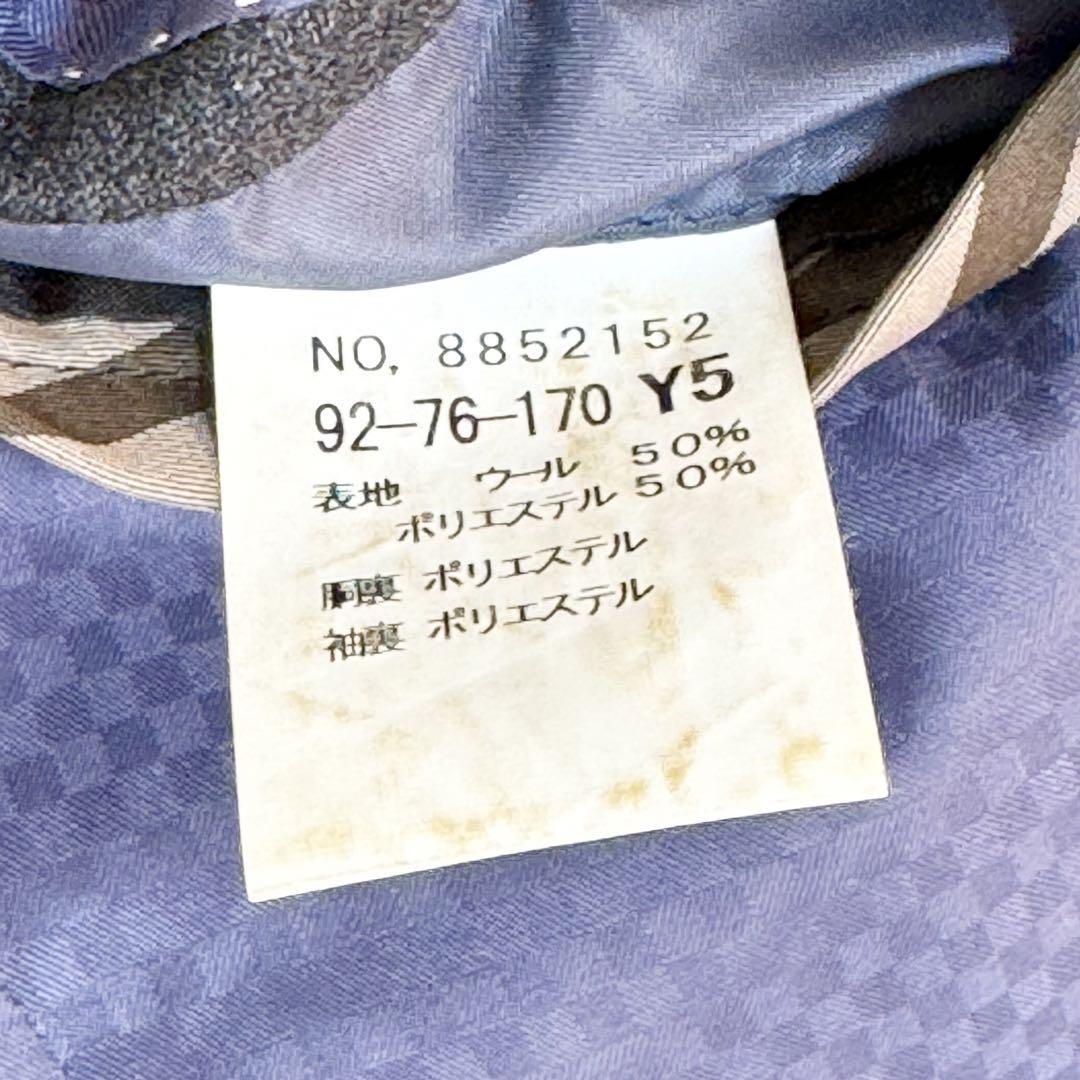 NO. 8852152
92-76-170 Y5
表地 ウール 50%
ポリエステル 50%
胴裏 ポリエステル
袖裏 ポリエステル